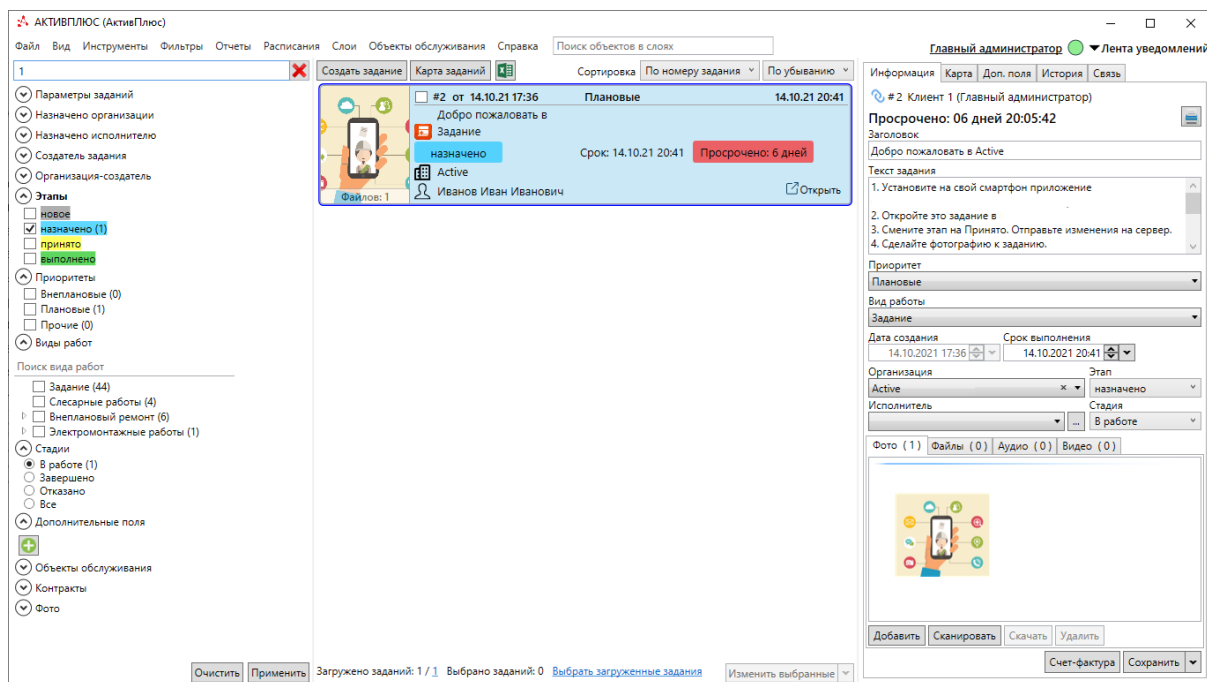 АКТИВПЛЮС (АктивПлюс)
Файл Вид Инструменты Фильтры Отчеты Расписания Слои Объекты обслуживания Справка Поиск объектов в слоях
Главный администратор Лента уведомлений
1
Параметры заданий
Назначено организации
Назначено исполнителю
Создатель задания
Организация-создатель
Этапы
новое
назначено (1)
принято
выполнено
Приоритеты
Внеплановые (0)
Плановые (1)
Прочие (0)
Виды работ
Поиск вида работ
Задание (44)
Слесарные работы (4)
Внеплановый ремонт (6)
Электромонтажные работы (1)
Стадии
В работе (1)
Завершено
Отказано
Все
Дополнительные поля
Объекты обслуживания
Контракты
Фото
Очистить Применить
Создать задание Карта заданий Сортировка По номеру задания По убыванию
#2 от 14.10.21 17:36 Плановые 14.10.21 20:41
Добро пожаловать в
Задание
назначено Срок: 14.10.21 20:41 Просрочено: 6 дней
Active
Иванов Иван Иванович Открыть
Файлов: 1
Загружено заданий: 1 / 1 Выбрано заданий: 0 Выбрать загруженные задания Изменить выбранные
Информация Карта Доп. поля История Связь
#2 Клиент 1 (Главный администратор)
Просрочено: 06 дней 20:05:42
Заголовок
Добро пожаловать в Active
Текст задания
1. Установите на свой смартфон приложение
2. Откройте это задание в
3. Смените этап на Принято. Отправьте изменения на сервер.
4. Сделайте фотографию к заданию.
Приоритет
Плановые
Вид работы
Задание
Дата создания Срок выполнения
14.10.2021 17:36 14.10.2021 20:41
Организация Этап
Active назначено
Исполнитель Стадия
... В работе
Фото (1) Файлы (0) Аудио (0) Видео (0)
Добавить Сканировать Скачать Удалить
Счет-фактура Сохранить